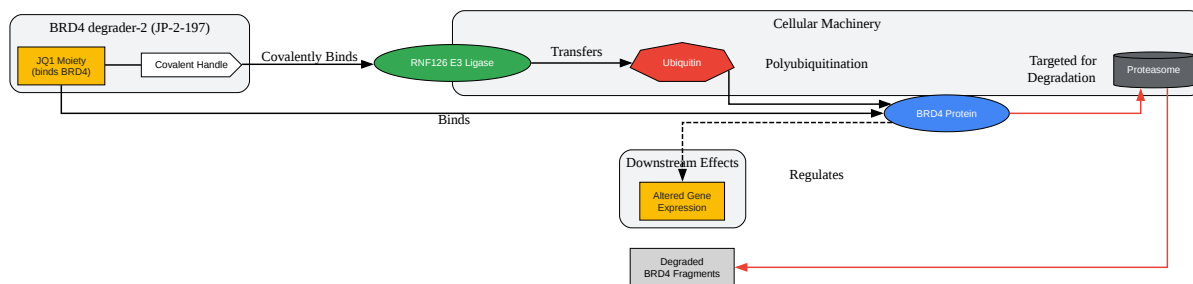 BRD4 degrader-2 (JP-2-197)
Cellular Machinery
JQ1 Moiety
(binds BRD4)
Covalent Handle
Covalently Binds
RNF126 E3 Ligase
Transfers
Ubiquitin
Polyubiquitination
Targeted for
Degradation
Proteasome
Binds
BRD4 Protein
Downstream Effects
Regulates
Altered Gene
Expression
Degraded
BRD4 Fragments